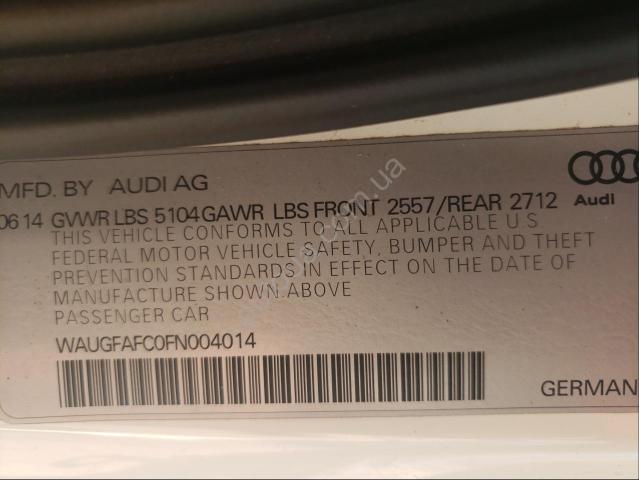 MFD. BY AUDI AG
0614 GVWR LBS 5104 GAWR LBS FRONT 2557/REAR 2712
Audi
THIS VEHICLE CONFORMS TO ALL APPLICABLE U.S
FEDERAL MOTOR VEHICLE SAFETY, BUMPER AND THEFT
PREVENTION STANDARDS IN EFFECT ON THE DATE OF
MANUFACTURE SHOWN ABOVE
PASSENGER CAR
WAUGFAFC0FN004014
GERMAN